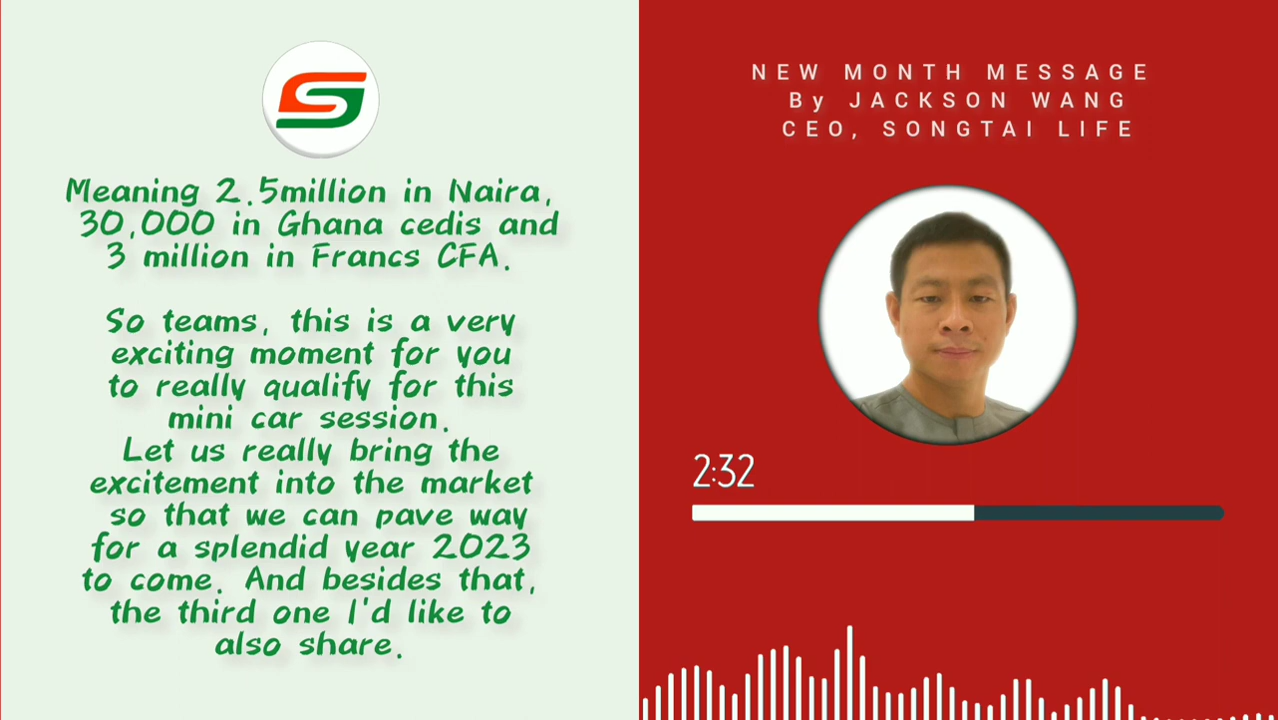 Meaning 2.5million in Naira,
30,000 in Ghana cedis and
3 million in Francs CFA.
So teams, this is a very
exciting moment for you
to really qualify for this
mini car session.
Let us really bring the
excitement into the market
so that we can pave way
for a splendid year 2023
to come. And besides that,
the third one I'd like to
also share.
NEW MONTH MESSAGE
By JACKSON WANG
CEO, SONGTAI LIFE
2:32